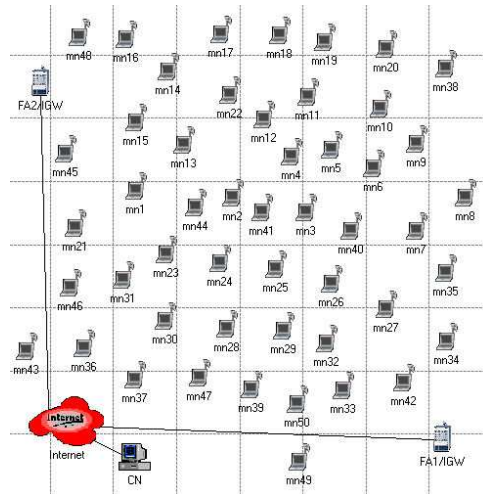 mn48
mn16
mn17
mn18
mn19
mn20
mn38
mn14
mn22
mn11
FA2/IGW
mn15
mn12
mn10
mn45
mn13
mn4
mn5
mn6
mn9
mn1
mn44
mn2
mn41
mn3
mn40
mn7
mn8
mn21
mn23
mn24
mn25
mn26
mn35
mn46
mn31
mn27
mn30
mn28
mn29
mn32
mn34
mn43
mn36
mn37
mn47
mn39
mn50
mn33
mn42
Internet
Internet
CN
mn49
FA1/IGW